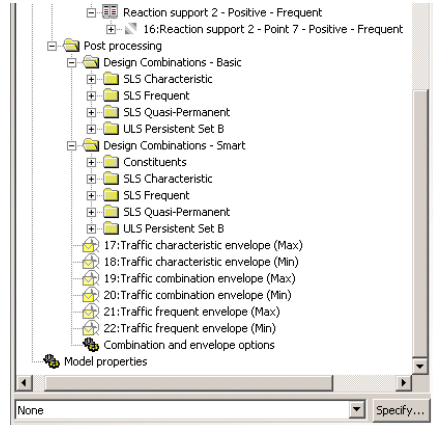 Reaction support 2 - Positive - Frequent
16:Reaction support 2 - Point 7 - Positive - Frequent
Post processing
Design Combinations - Basic
SLS Characteristic
SLS Frequent
SLS Quasi-Permanent
ULS Persistent Set B
Design Combinations - Smart
Constituents
SLS Characteristic
SLS Frequent
SLS Quasi-Permanent
ULS Persistent Set B
17:Traffic characteristic envelope (Max)
18:Traffic characteristic envelope (Min)
19:Traffic combination envelope (Max)
20:Traffic combination envelope (Min)
21:Traffic frequent envelope (Max)
22:Traffic frequent envelope (Min)
Combination and envelope options
Model properties
None
Specify...